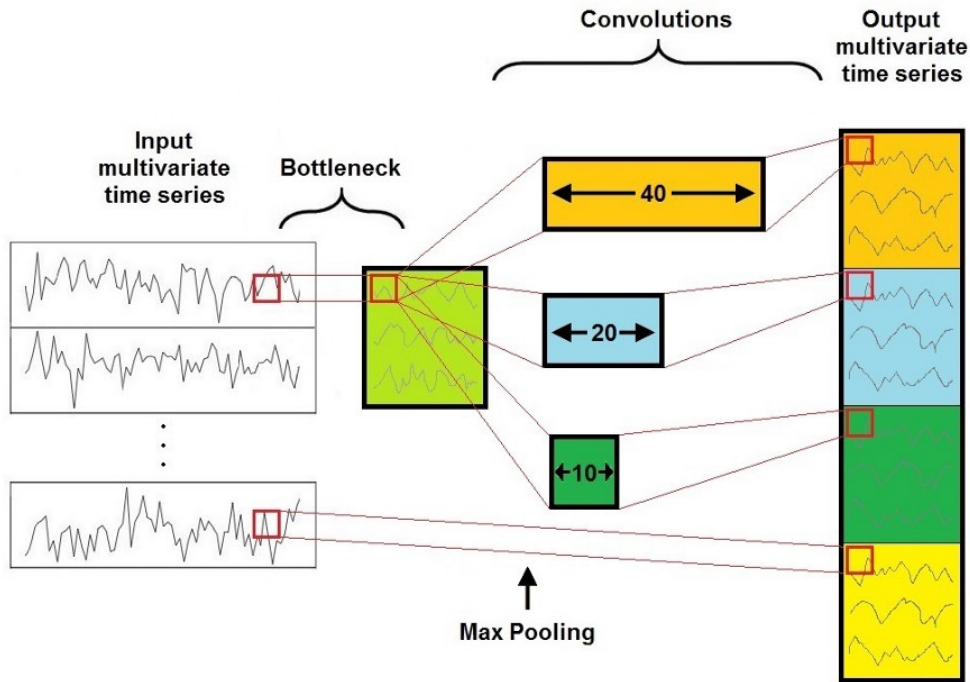 Convolutions
Output
multivariate
time series
Input
multivariate
time series
Bottleneck
40
20
10
Max Pooling